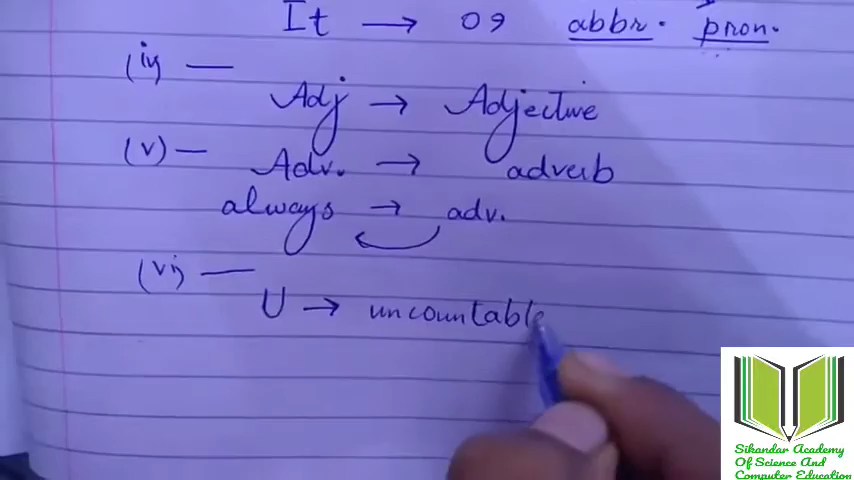 It → 09 abbr. pron.
(iv) —
Adj → Adjective
(v) —
Adv. → adverb
always → adv.
(vi) —
U → uncountable
Sikandar Academy
Of Science And
Computer Education